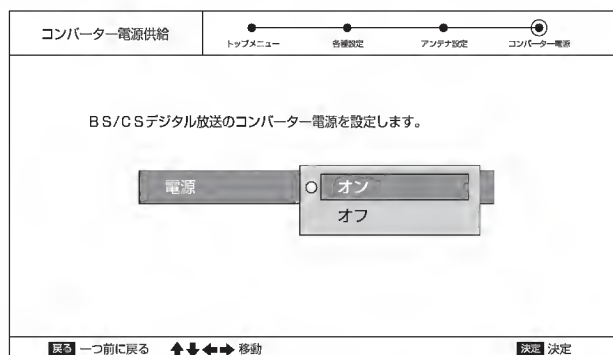 コンバーター電源供給
トップメニュー 各種設定 アンテナ設定 コンバーター電源
BS/CSデジタル放送のコンバーター電源を設定します。
電源
オン
オフ
戻る 一つ前に戻る 移動 決定 決定